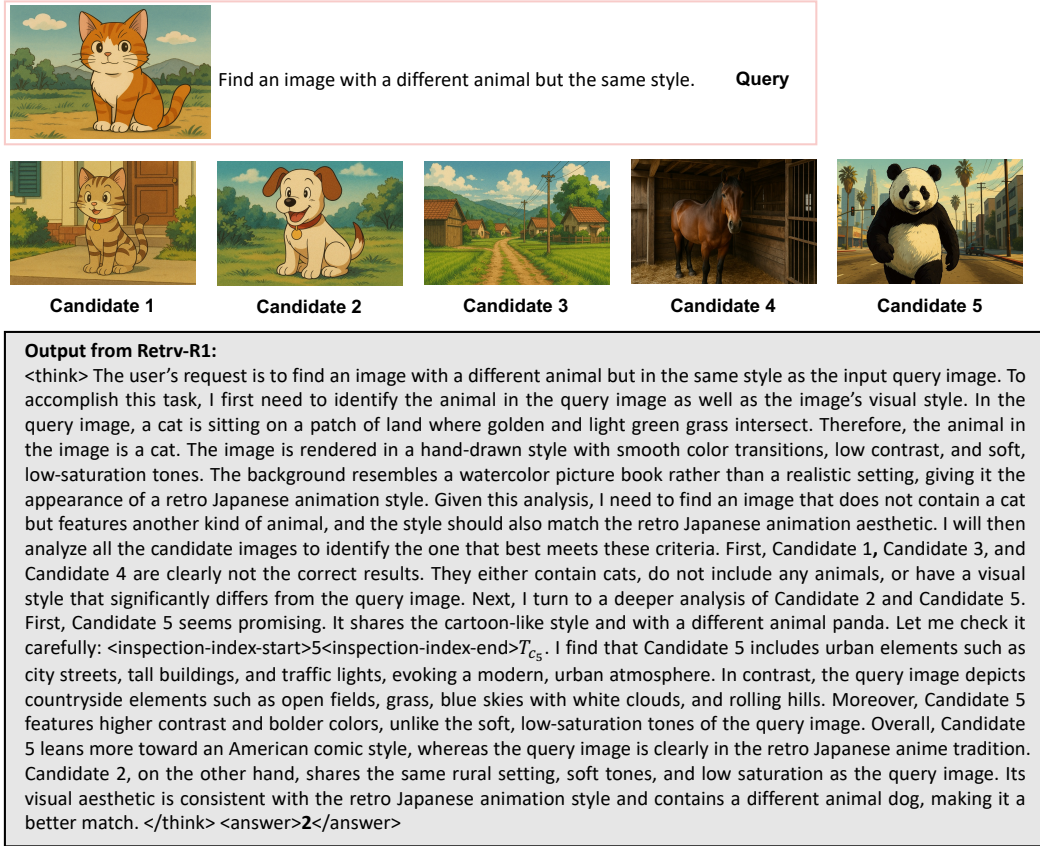 Find an image with a different animal but the same style.
Query
Candidate 1
Candidate 2
Candidate 3
Candidate 4
Candidate 5
Output from Retrv-R1:
<think> The user's request is to find an image with a different animal but in the same style as the input query image. To
accomplish this task, I first need to identify the animal in the query image as well as the image's visual style. In the
query image, a cat is sitting on a patch of land where golden and light green grass intersect. Therefore, the animal in
the image is a cat. The image is rendered in a hand-drawn style with smooth color transitions, low contrast, and soft,
low-saturation tones. The background resembles a watercolor picture book rather than a realistic setting, giving it the
appearance of a retro Japanese animation style. Given this analysis, I need to find an image that does not contain a cat
but features another kind of animal, and the style should also match the retro Japanese animation aesthetic. I will then
analyze all the candidate images to identify the one that best meets these criteria. First, Candidate 1, Candidate 3, and
Candidate 4 are clearly not the correct results. They either contain cats, do not include any animals, or have a visual
style that significantly differs from the query image. Next, I turn to a deeper analysis of Candidate 2 and Candidate 5.
First, Candidate 5 seems promising. It shares the cartoon-like style and with a different animal panda. Let me check it
carefully: <inspection-index-start>5<inspection-index-end>T_{c_5}. I find that Candidate 5 includes urban elements such as
city streets, tall buildings, and traffic lights, evoking a modern, urban atmosphere. In contrast, the query image depicts
countryside elements such as open fields, grass, blue skies with white clouds, and rolling hills. Moreover, Candidate 5
features higher contrast and bolder colors, unlike the soft, low-saturation tones of the query image. Overall, Candidate
5 leans more toward an American comic style, whereas the query image is clearly in the retro Japanese anime tradition.
Candidate 2, on the other hand, shares the same rural setting, soft tones, and low saturation as the query image. Its
visual aesthetic is consistent with the retro Japanese animation style and contains a different animal dog, making it a
better match. </think> <answer>2</answer>